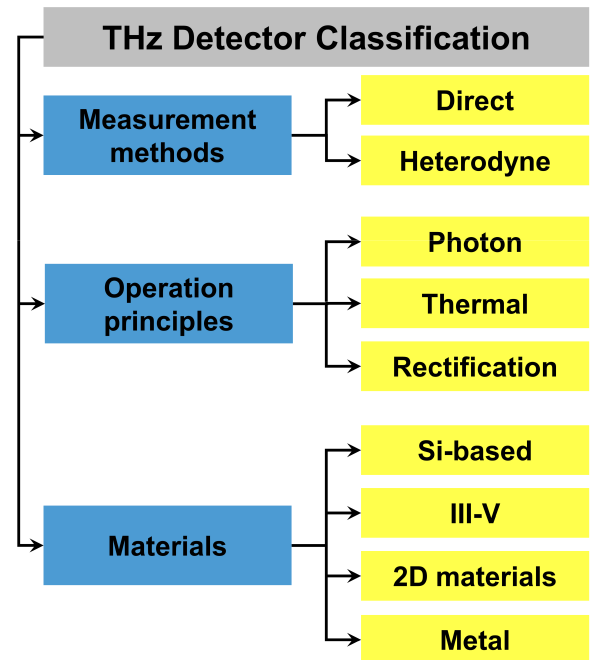 THz Detector Classification
Measurement
methods
Direct
Heterodyne
Operation
principles
Photon
Thermal
Rectification
Materials
Si-based
III-V
2D materials
Metal